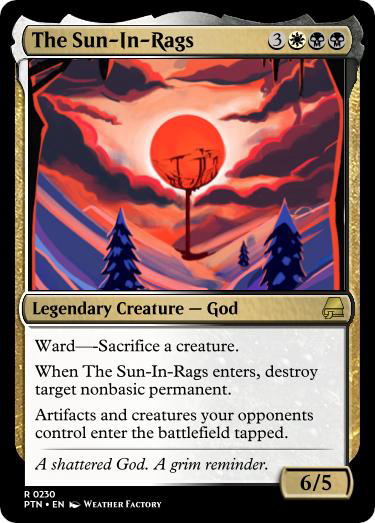 The Sun-In-Rags 3
Legendary Creature — God
Ward—-Sacrifice a creature.
When The Sun-In-Rags enters, destroy
target nonbasic permanent.
Artifacts and creatures your opponents
control enter the battlefield tapped.
A shattered God. A grim reminder.
6/5
R 0230
PTN • EN Weather Factory